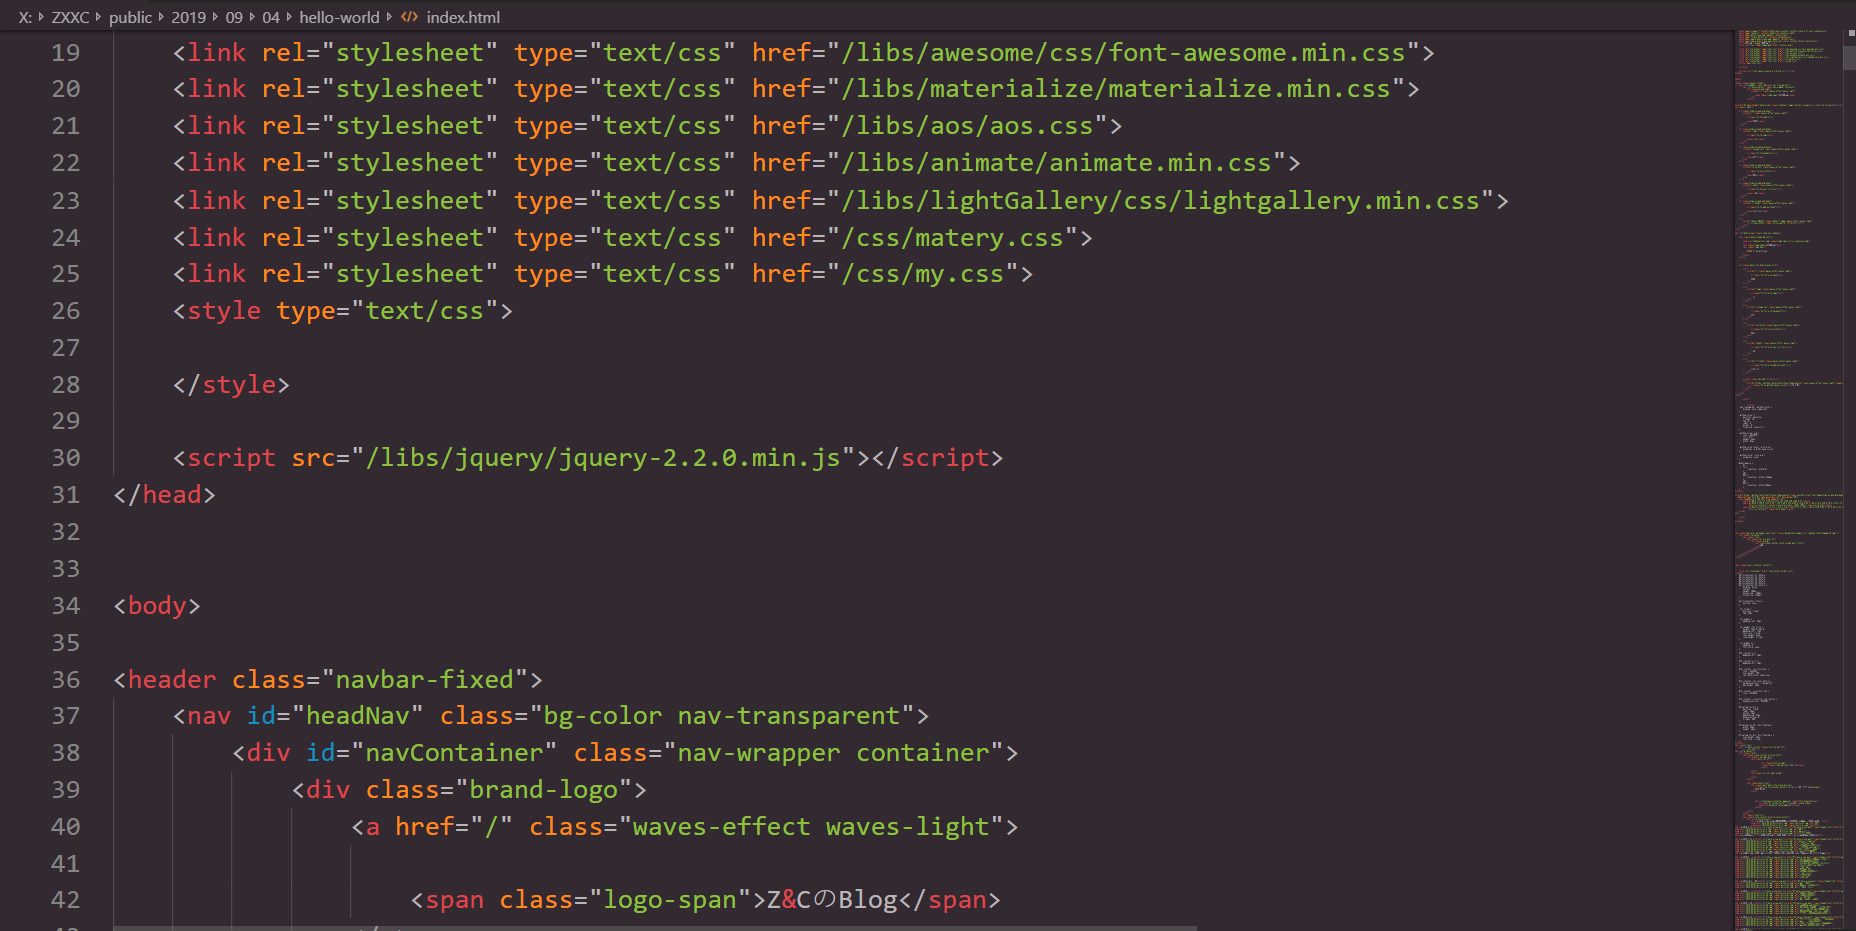 X: ZXXC public 2019 09 04 hello-world </> index.html
19 <link rel="stylesheet" type="text/css" href="/libs/awesome/css/font-awesome.min.css">
20 <link rel="stylesheet" type="text/css" href="/libs/materialize/materialize.min.css">
21 <link rel="stylesheet" type="text/css" href="/libs/aos/aos.css">
22 <link rel="stylesheet" type="text/css" href="/libs/animate/animate.min.css">
23 <link rel="stylesheet" type="text/css" href="/libs/lightGallery/css/lightgallery.min.css">
24 <link rel="stylesheet" type="text/css" href="/css/matery.css">
25 <link rel="stylesheet" type="text/css" href="/css/my.css">
26 <style type="text/css">
27
28 </style>
29
30 <script src="/libs/jquery/jquery-2.2.0.min.js"></script>
31 </head>
32
33
34 <body>
35
36 <header class="navbar-fixed">
37 <nav id="headNav" class="bg-color nav-transparent">
38 <div id="navContainer" class="nav-wrapper container">
39 <div class="brand-logo">
40 <a href="/" class="waves-effect waves-light">
41
42 <span class="logo-span">Z&CのBlog</span>